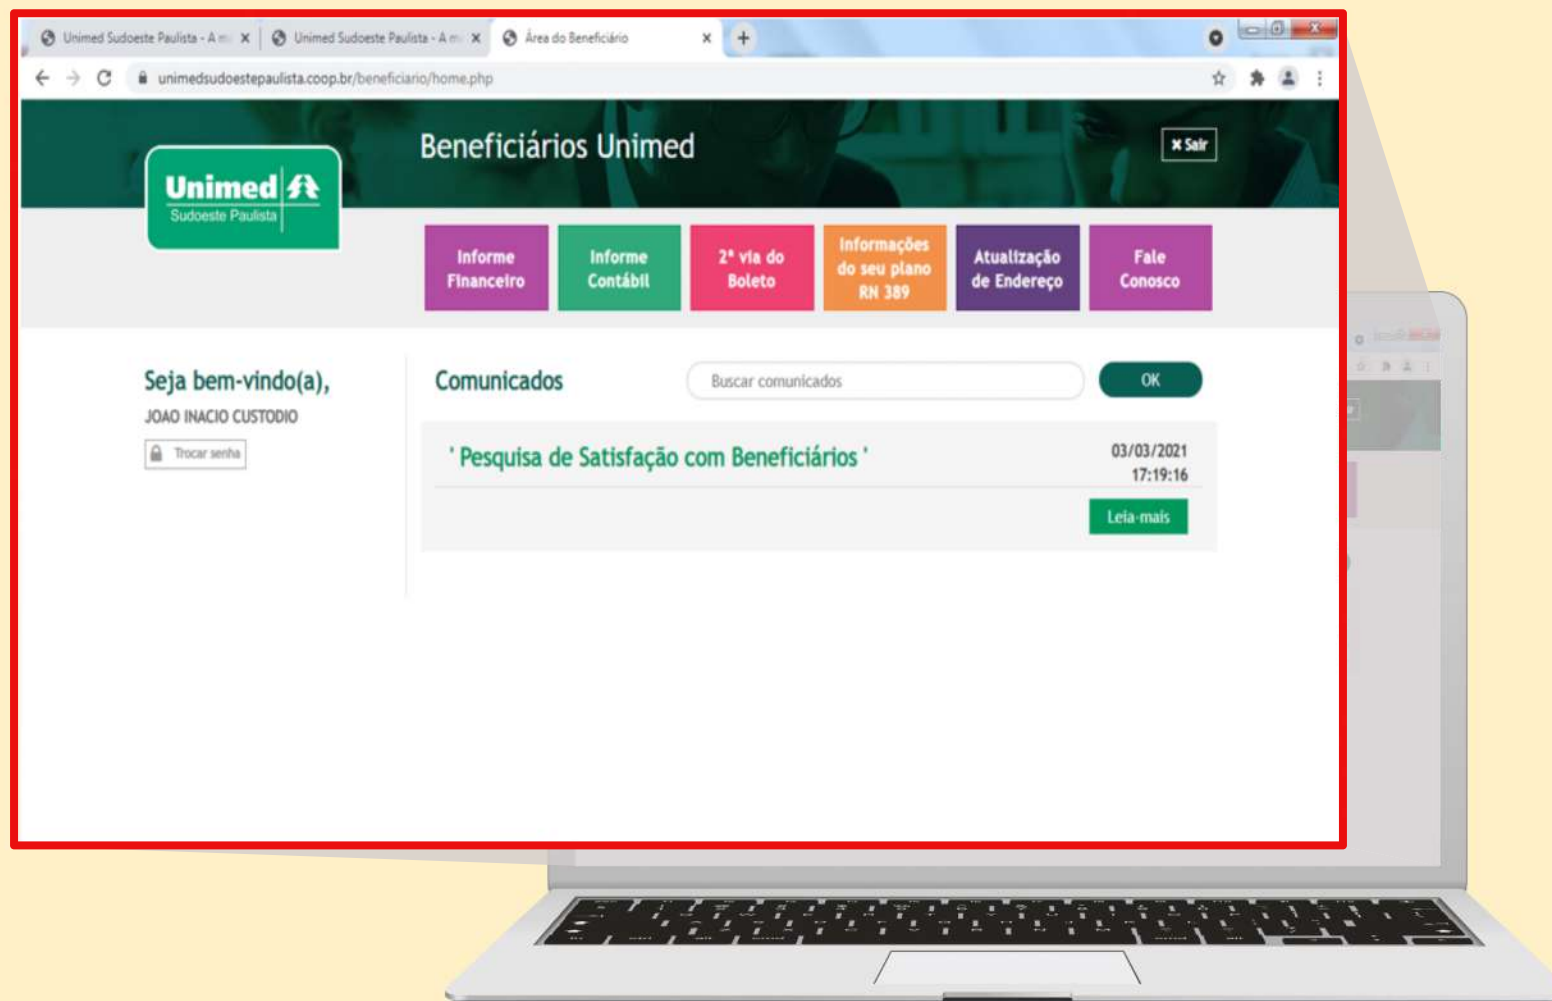 Unimed Sudoeste Paulista - A m
Unimed Sudoeste Paulista - A m
Área do Beneficiário
unimedsudoestepaulista.coop.br/beneficiario/home.php
Beneficiários Unimed
✖ Sair
Unimed
Sudoeste Paulista
Informe
Financeiro
Informe
Contábil
2ª via do
Boleto
Informações
do seu plano
RN 389
Atualização
de Endereço
Fale
Conosco
Seja bem-vindo(a),
JOAO INACIO CUSTODIO
Trocar senha
Comunicados
Buscar comunicados
OK
' Pesquisa de Satisfação com Beneficiários '
03/03/2021
17:19:16
Leia-mais